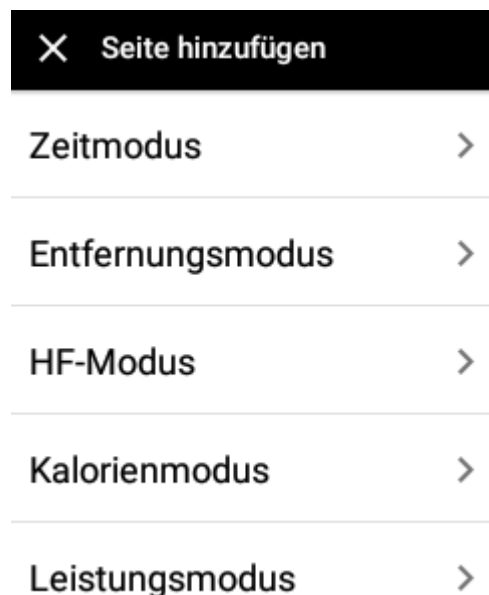 Seite hinzufügen
Zeitmodus
Entfernungsmodus
HF-Modus
Kalorienmodus
Leistungsmodus